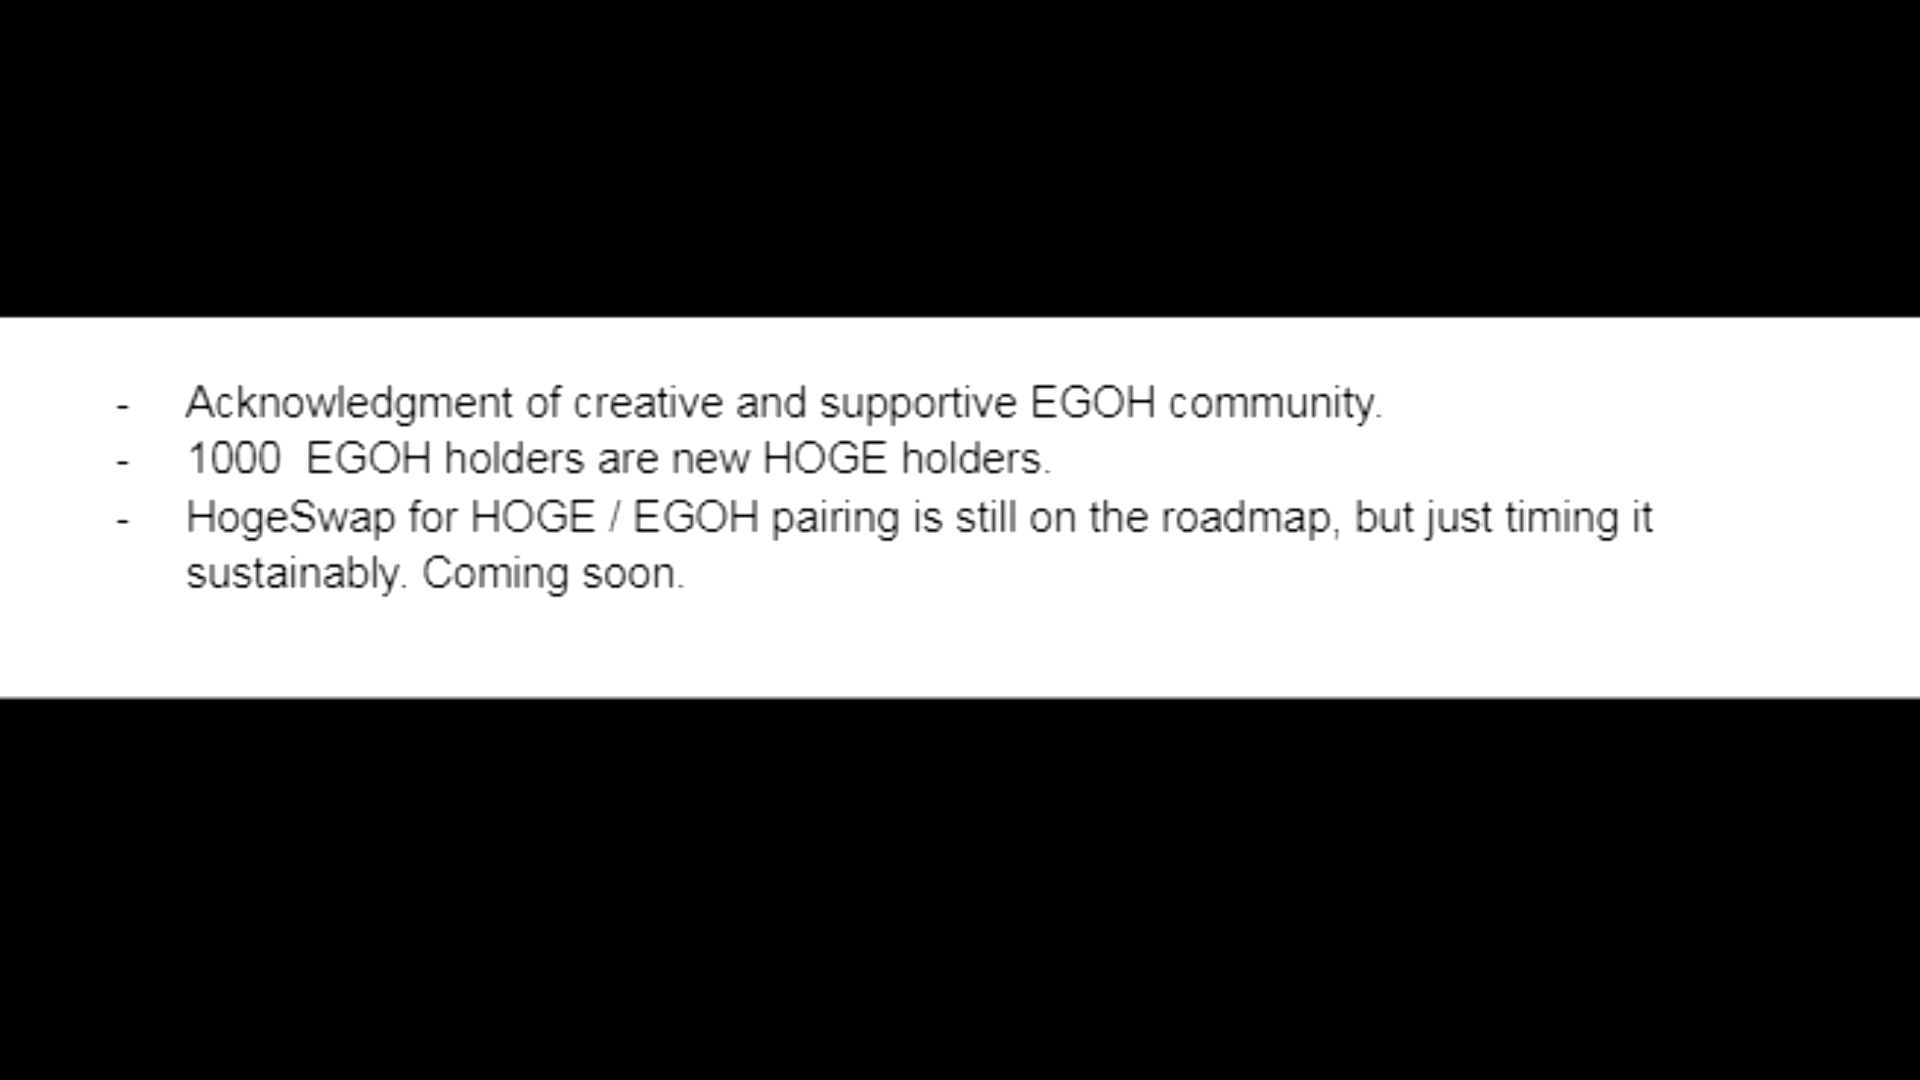 - Acknowledgment of creative and supportive EGOH community.
- 1000  EGOH holders are new HOGE holders.
- HogeSwap for HOGE / EGOH pairing is still on the roadmap, but just timing it
sustainably. Coming soon.